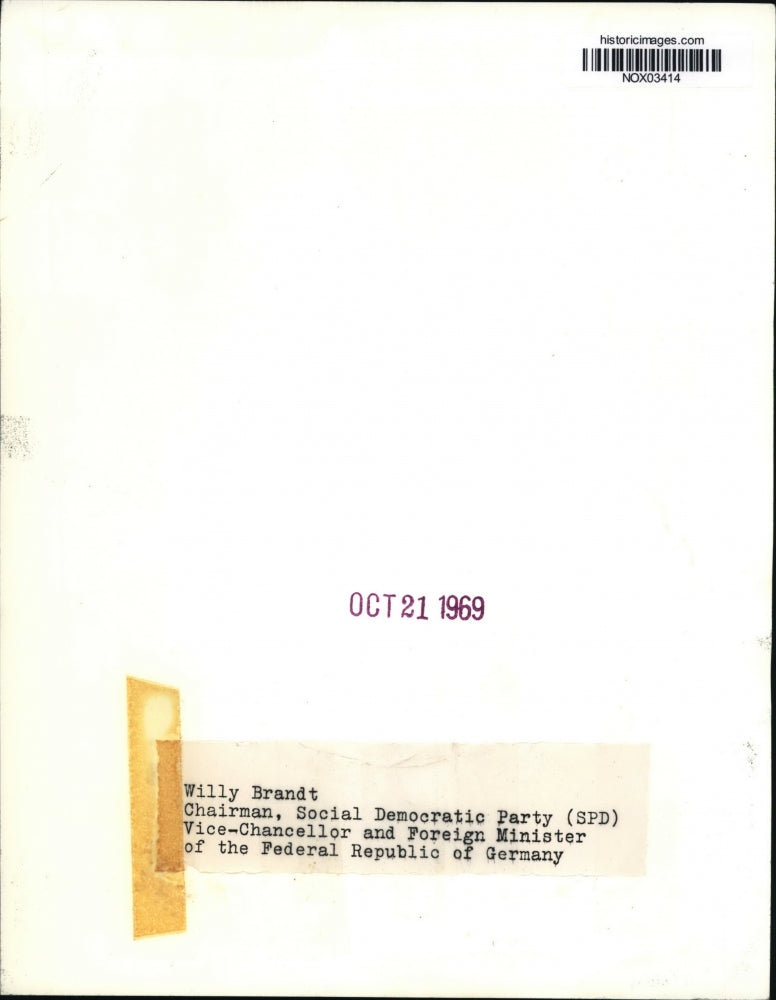 historicimages.com
NOX03414
OCT 21 1969
Willy Brandt
Chairman, Social Democratic Party (SPD)
Vice-Chancellor and Foreign Minister
of the Federal Republic of Germany